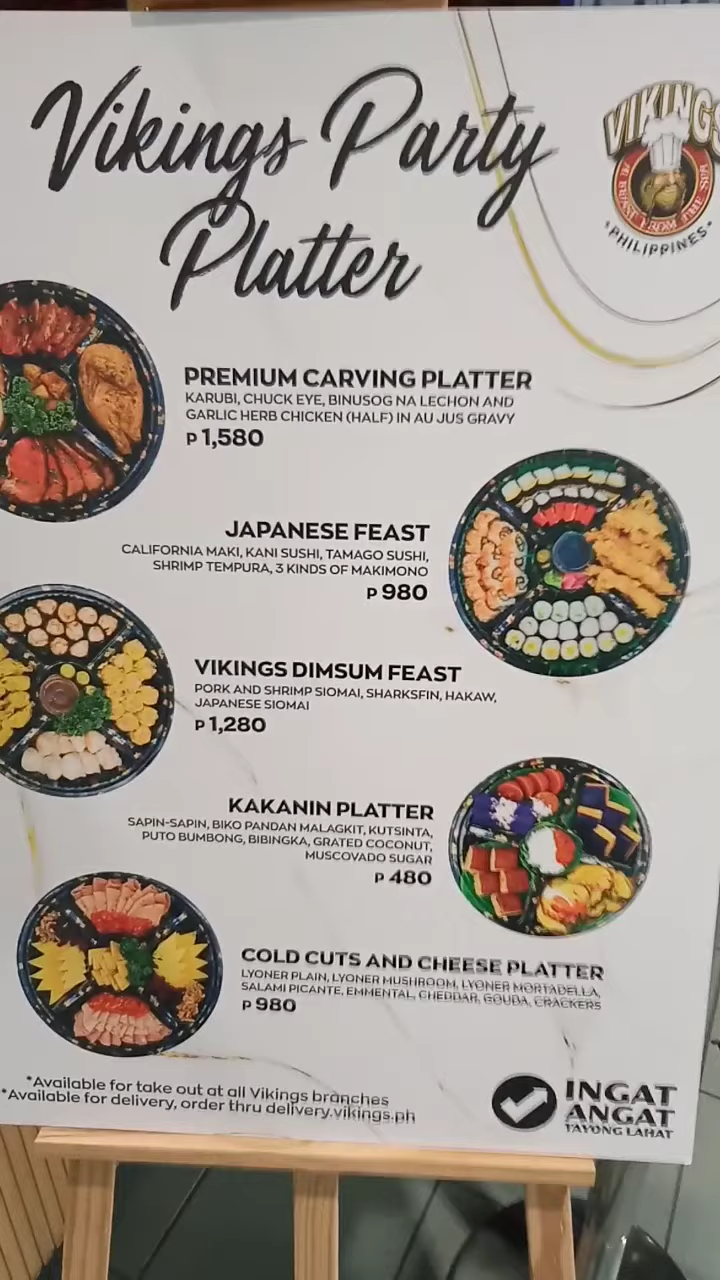 Vikings Party
Platter
VIKINGS
A FEAST FROM THE SEA
PHILIPPINES
PREMIUM CARVING PLATTER
KARUBI, CHUCK EYE, BINUSOG NA LECHON AND
GARLIC HERB CHICKEN (HALF) IN AU JUS GRAVY
P 1,580
JAPANESE FEAST
CALIFORNIA MAKI, KANI SUSHI, TAMAGO SUSHI,
SHRIMP TEMPURA, 3 KINDS OF MAKIMONO
P 980
VIKINGS DIMSUM FEAST
PORK AND SHRIMP SIOMAI, SHARKSFIN, HAKAW,
JAPANESE SIOMAI
P 1,280
KAKANIN PLATTER
SAPIN-SAPIN, BIKO PANDAN MALAGKIT, KUTSINTA,
PUTO BUMBONG, BIBINGKA, GRATED COCONUT,
MUSCOVADO SUGAR
P 480
COLD CUTS AND CHEESE PLATTER
LYONER PLAIN, LYONER MUSHROOM, LYONER MORTADELLA,
SALAMI PICANTE, EMMENTAL, CHEDDAR, GOUDA, CRACKERS
P 980
*Available for take out at all Vikings branches
*Available for delivery, order thru delivery.vikings.ph
INGAT
ANGAT
TAYONG LAHAT